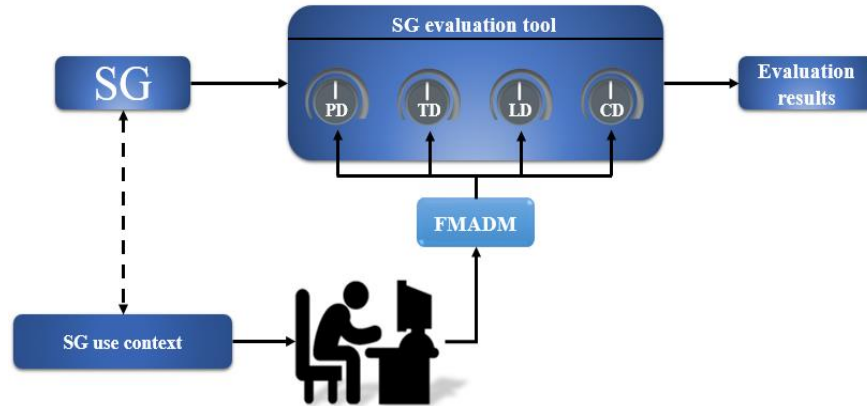 SG evaluation tool
SG
PD
TD
LD
CD
Evaluation
results
FMADM
SG use context